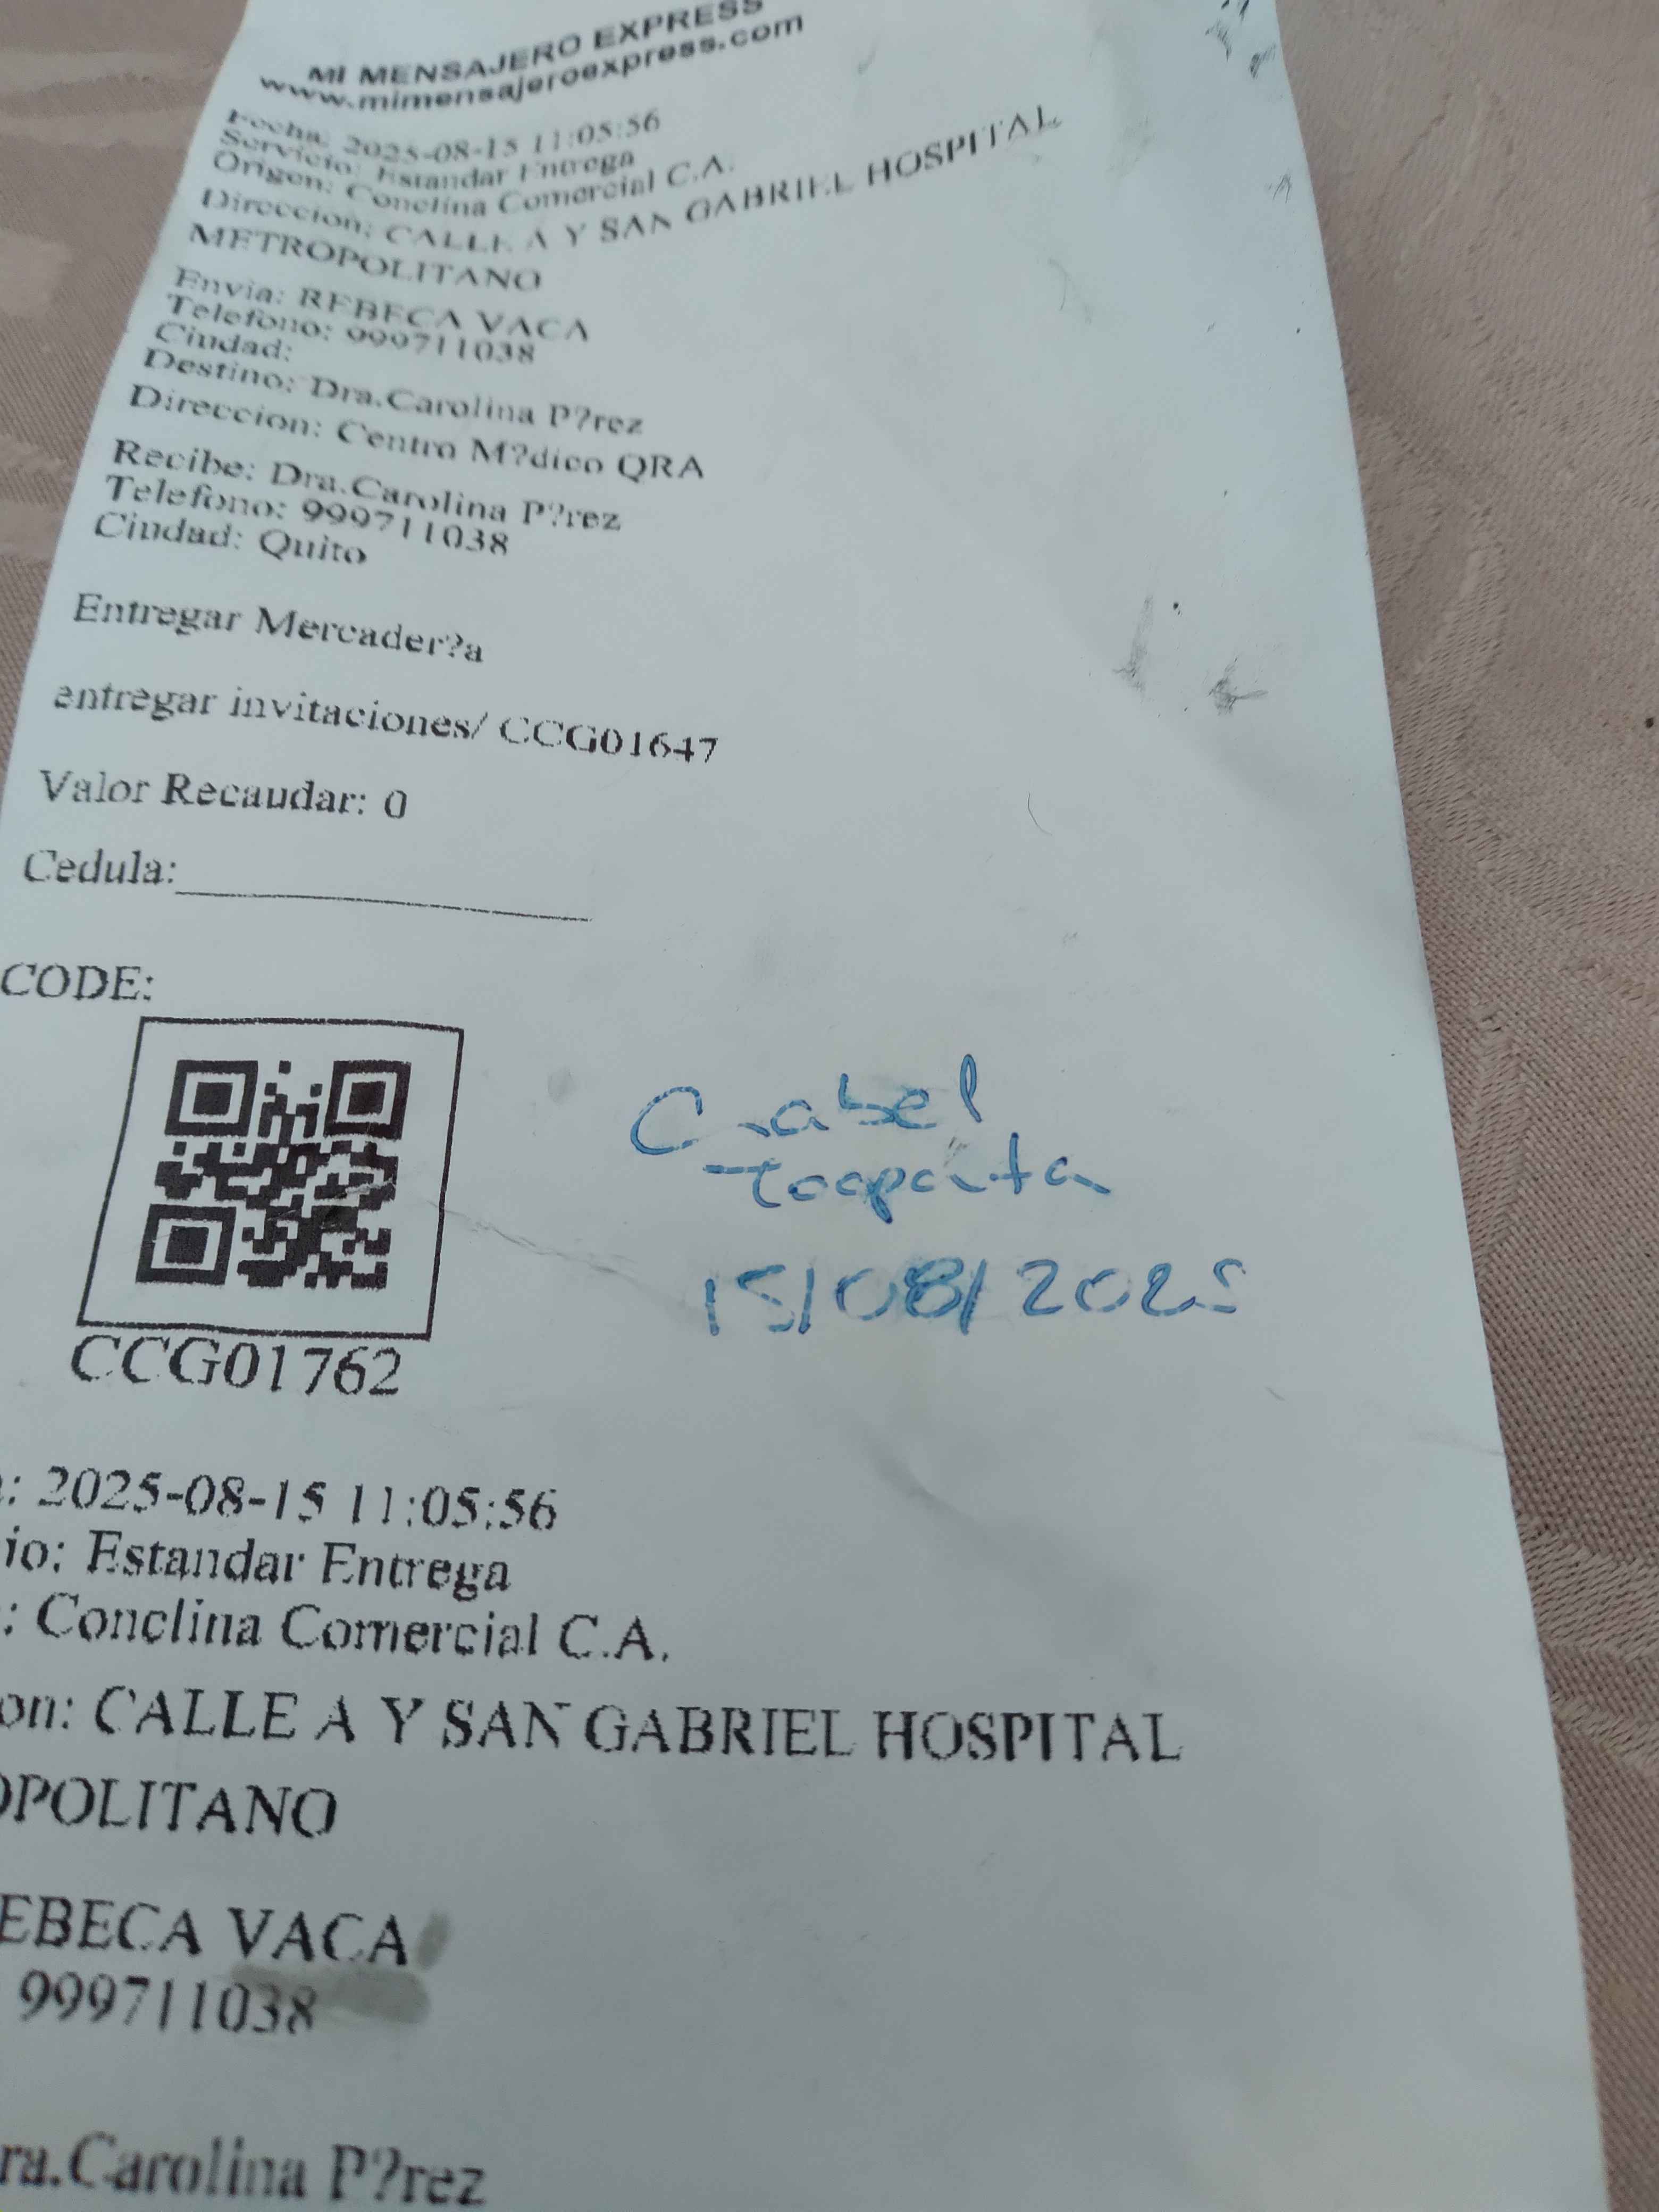 MI MENSAJERO EXPRESS
www.mimensajeroexpress.com
Fecha: 2025-08-15 11:05:56
Servicio: Estandar Entrega
Origen: Conclina Comercial C.A.
Direccion: CALLE A Y SAN GABRIEL HOSPITAL
METROPOLITANO
Envia: REBECA VACA
Telefono: 999711038
Ciudad:
Destino: Dra.Carolina P?rez
Direccion: Centro M?dico QRA
Recibe: Dra.Carolina P?rez
Telefono: 999711038
Ciudad: Quito
Entregar Mercader?a
entregar invitaciones/ CCG01647
Valor Recaudar: 0
Cedula:
CODE:
15/08/2025
CCG01762
: 2025-08-15 11:05:56
io: Estandar Entrega
: Conclina Comercial C.A.
on: CALLE A Y SAN GABRIEL HOSPITAL
OPOLITANO
EBECA VACA
999711038
ra.Carolina P?rez